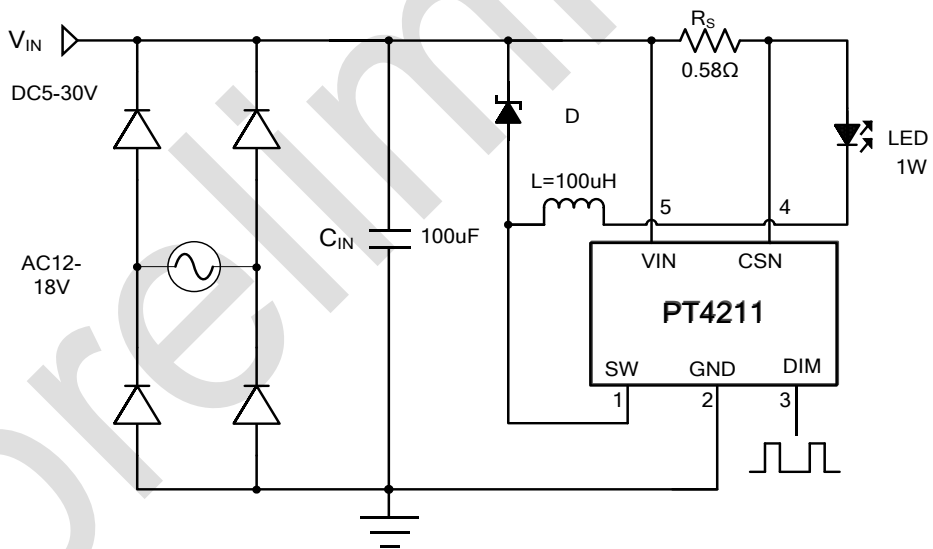 Prelimi
RS
VIN
0.58Ω
DC5-30V
D
LED
1W
L=100uH
5
4
CIN
100uF
VIN
CSN
AC12-
18V
PT4211
SW
GND
DIM
1
2
3